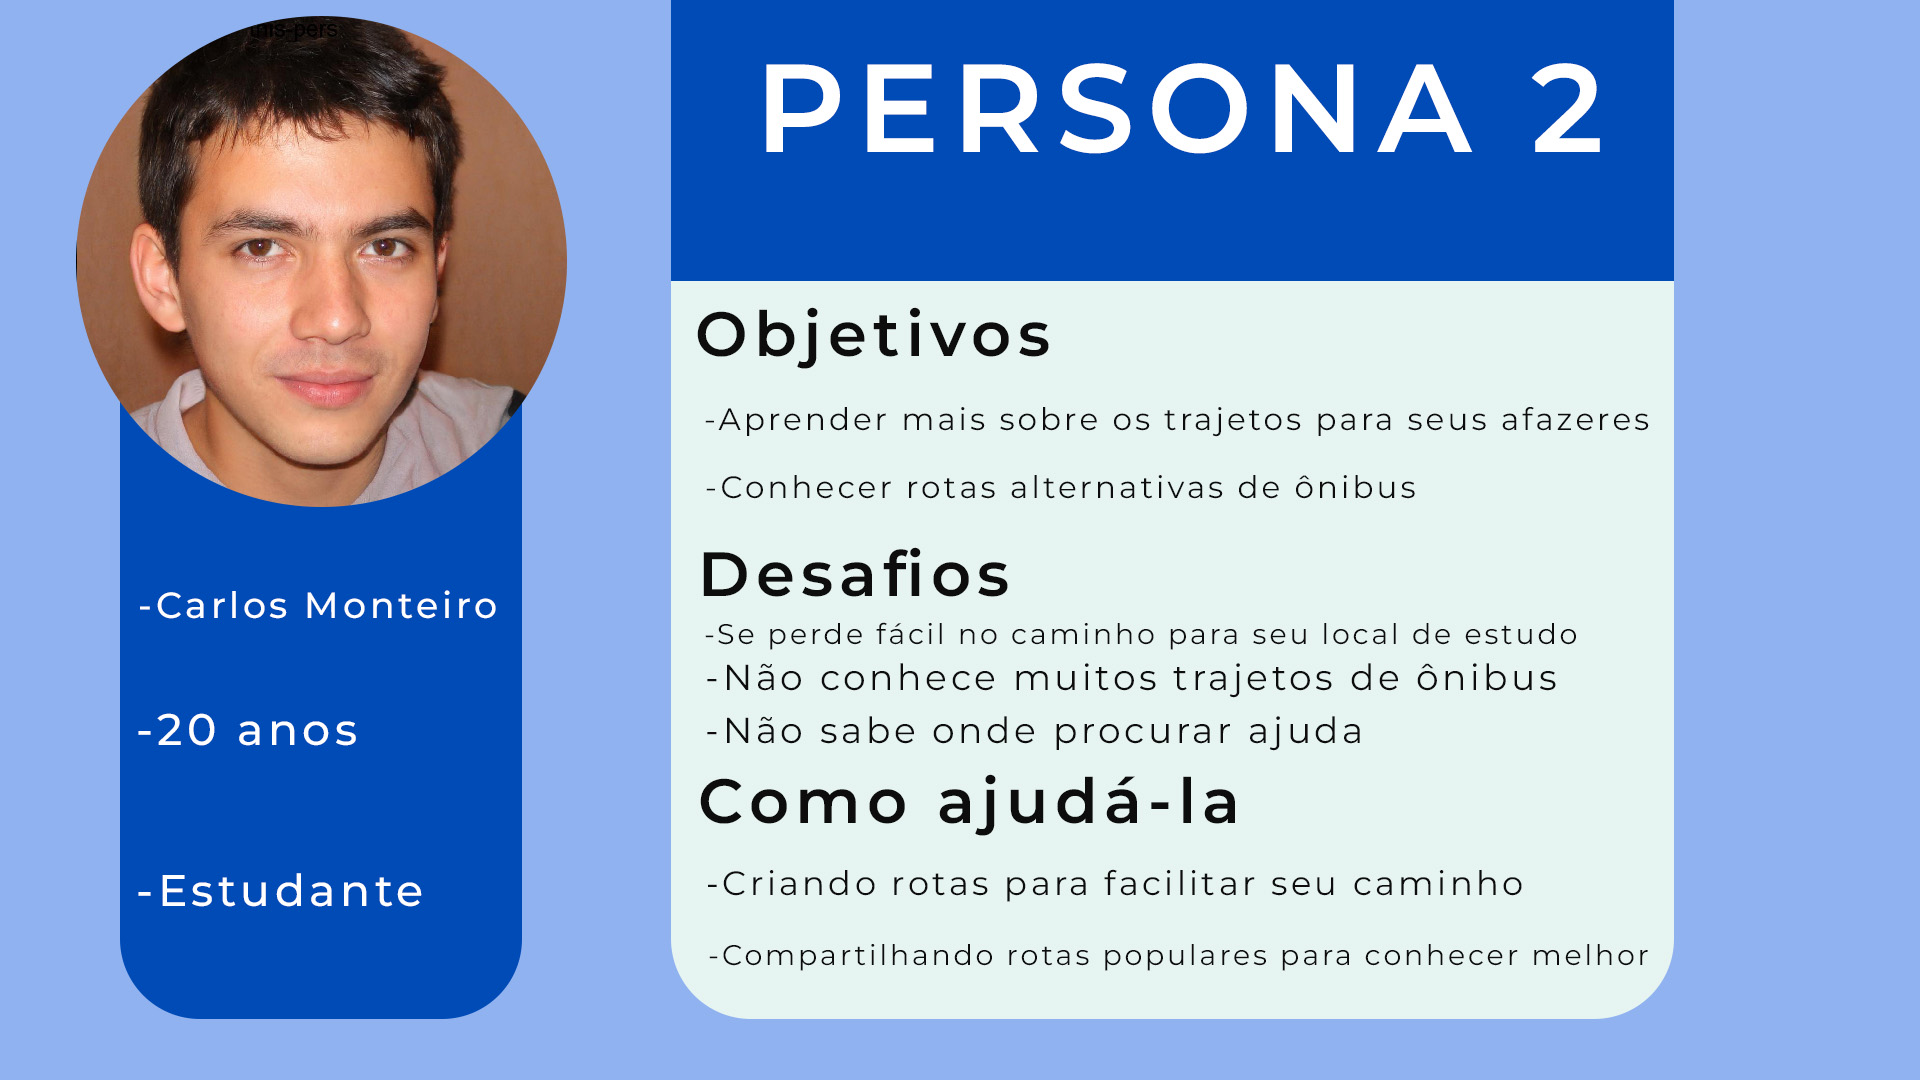 PERSONA 2
-Carlos Monteiro
-20 anos
-Estudante
Objetivos
-Aprender mais sobre os trajetos para seus afazeres
-Conhecer rotas alternativas de ônibus
Desafios
-Se perde fácil no caminho para seu local de estudo
-Não conhece muitos trajetos de ônibus
-Não sabe onde procurar ajuda
Como ajudá-la
-Criando rotas para facilitar seu caminho
-Compartilhando rotas populares para conhecer melhor